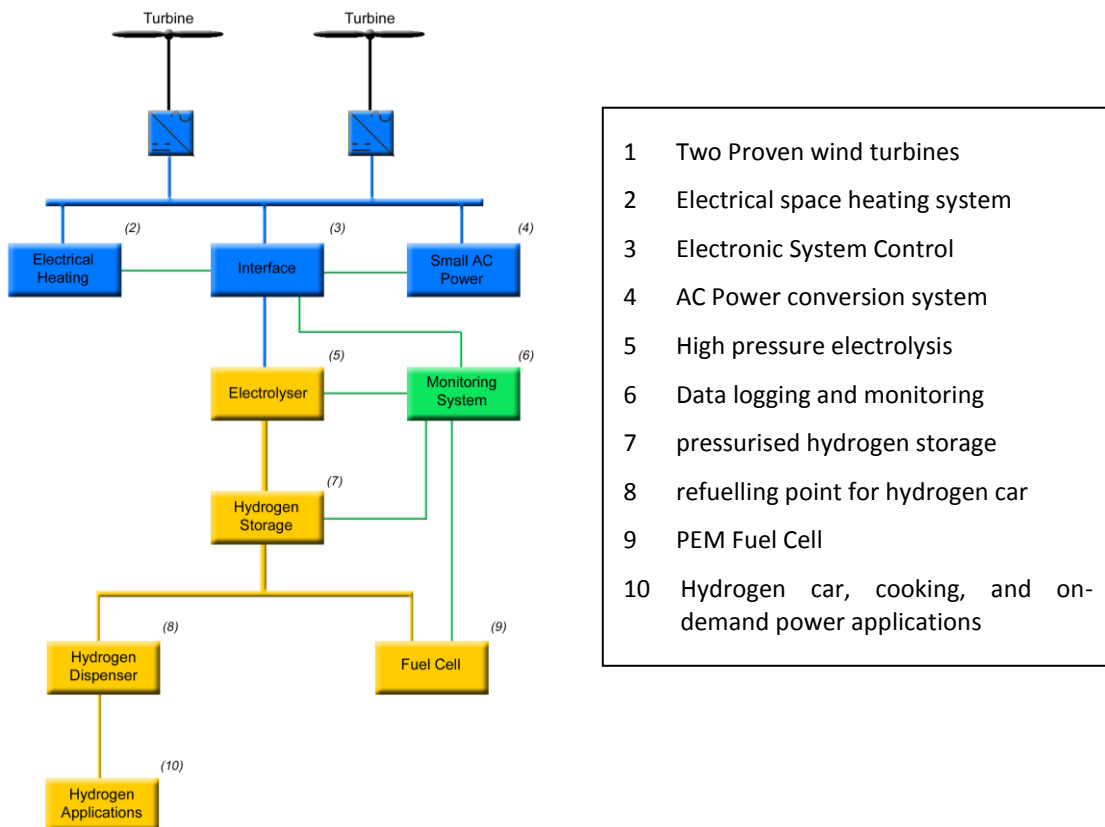 Turbine
Turbine
(2)
(3)
(4)
Electrical
Heating
Interface
Small AC
Power
(5)
(6)
Electrolyser
Monitoring
System
(7)
Hydrogen
Storage
(8)
(9)
Hydrogen
Dispenser
Fuel Cell
(10)
Hydrogen
Applications
1 Two Proven wind turbines
2 Electrical space heating system
3 Electronic System Control
4 AC Power conversion system
5 High pressure electrolysis
6 Data logging and monitoring
7 pressurised hydrogen storage
8 refuelling point for hydrogen car
9 PEM Fuel Cell
10 Hydrogen car, cooking, and on-
demand power applications